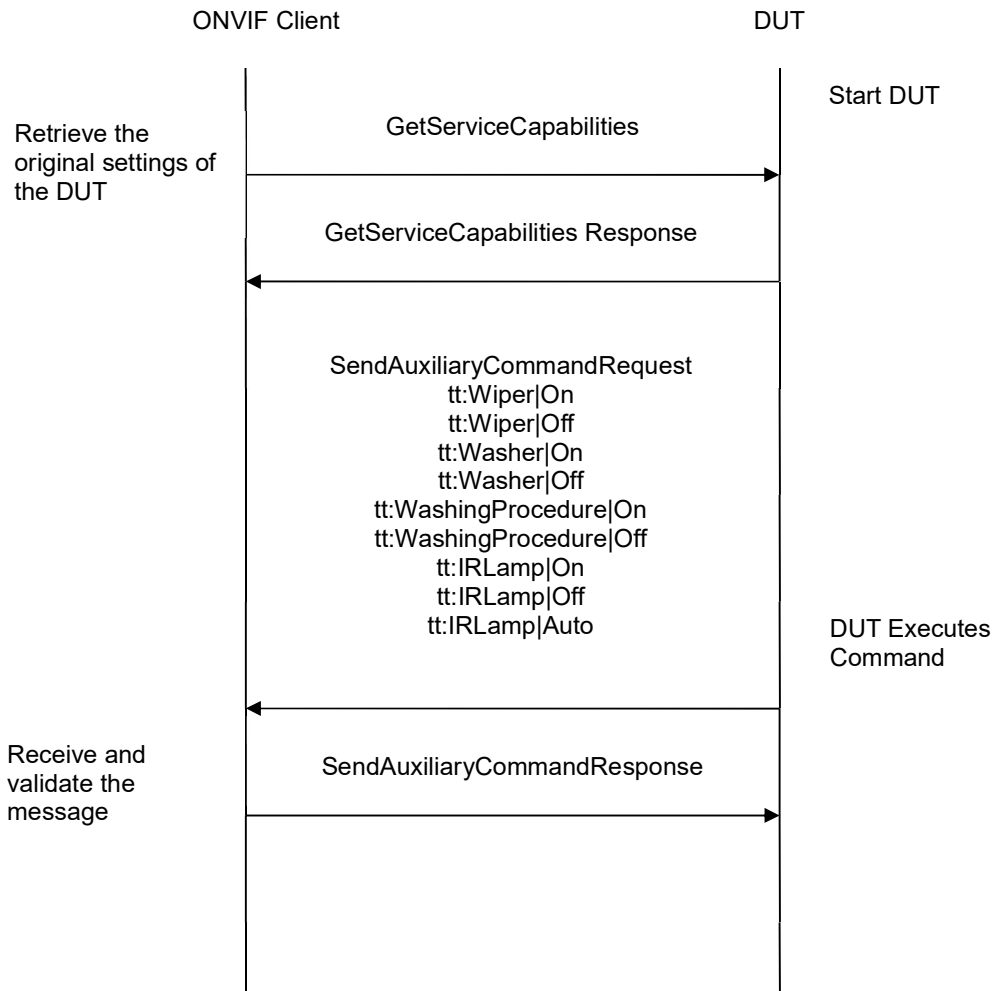 ONVIF Client
DUT
Start DUT
Retrieve the
original settings of
the DUT
GetServiceCapabilities
GetServiceCapabilities Response
SendAuxiliaryCommandRequest
tt:Wiper|On
tt:Wiper|Off
tt:Washer|On
tt:Washer|Off
tt:WashingProcedure|On
tt:WashingProcedure|Off
tt:IRLamp|On
tt:IRLamp|Off
tt:IRLamp|Auto
DUT Executes
Command
Receive and
validate the
message
SendAuxiliaryCommandResponse